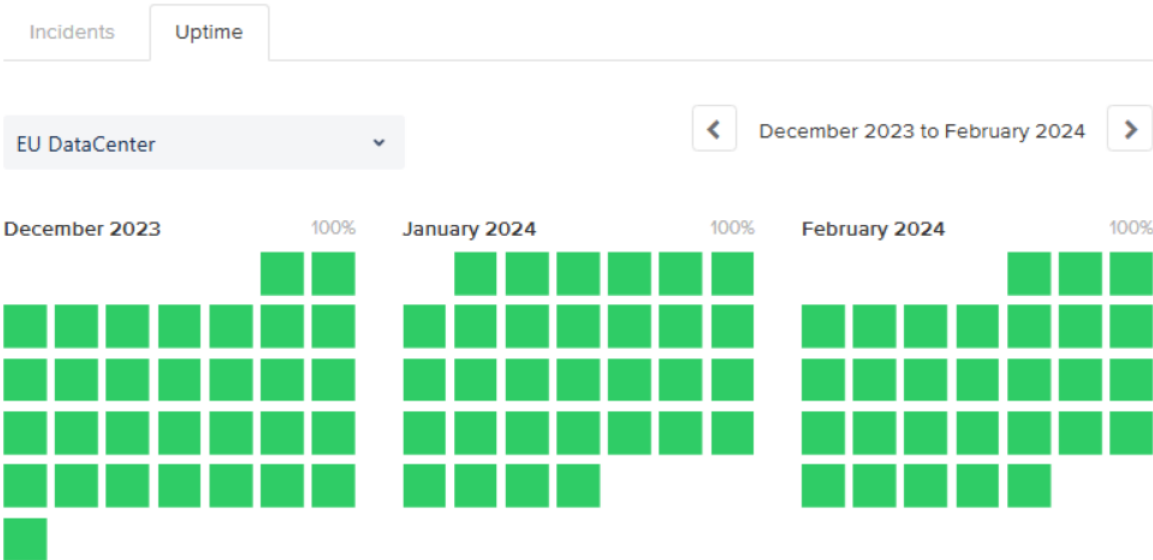 Incidents
Uptime
EU DataCenter
December 2023 to February 2024
December 2023 100%
January 2024 100%
February 2024 100%